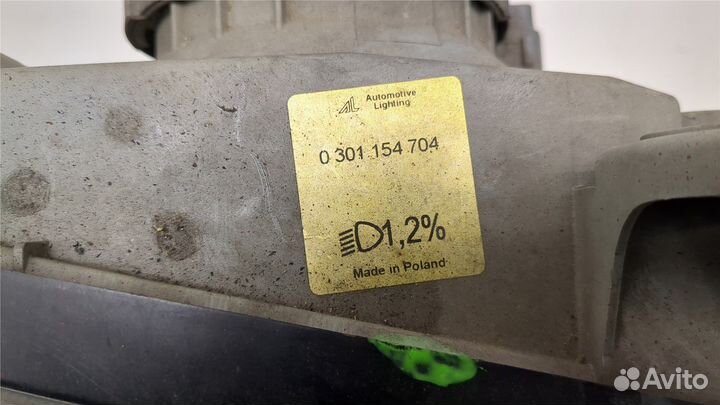 Automotive
Lighting
0 301 154 704
1,2%
Made in Poland
Avito